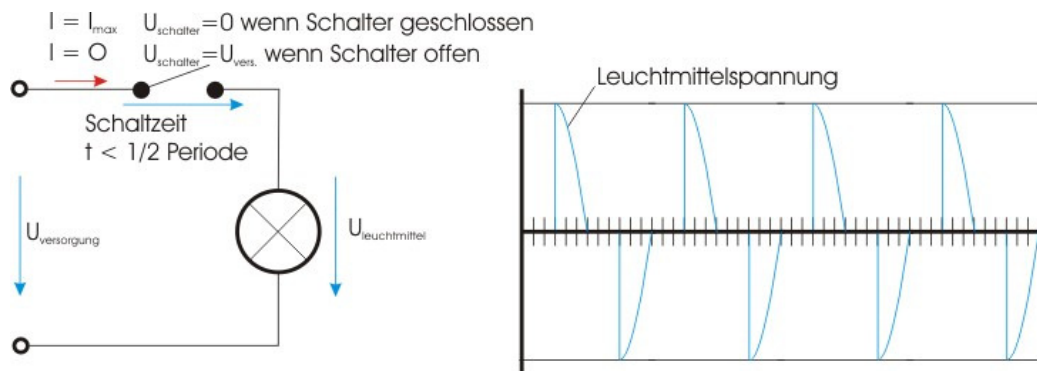 I = Imax Uschalter=0 wenn Schalter geschlossen
I = O Uschalter=Uvers. wenn Schalter offen
Schaltzeit
t < 1/2 Periode
Uversorgung
Uleuchtmittel
Leuchtmittelspannung